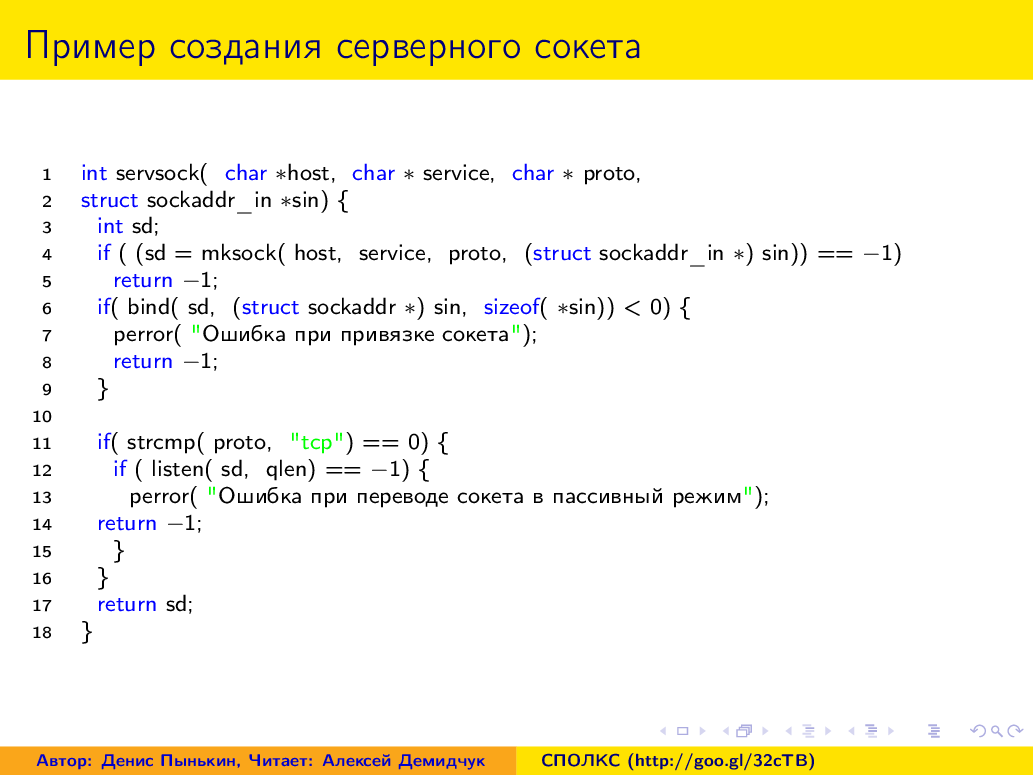 Пример создания серверного сокета
1 int servsock( char *host, char * service, char * proto,
2 struct sockaddr_in *sin) {
3 int sd;
4 if ( (sd = mksock( host, service, proto, (struct sockaddr_in *) sin)) == −1)
5 return −1;
6 if( bind( sd, (struct sockaddr *) sin, sizeof( *sin)) < 0) {
7 perror( "Ошибка при привязке сокета");
8 return −1;
9 }
10
11 if( strcmp( proto, "tcp") == 0) {
12 if ( listen( sd, qlen) == −1) {
13 perror( "Ошибка при переводе сокета в пассивный режим");
14 return −1;
15 }
16 }
17 return sd;
18 }
Автор: Денис Пынькин, Читает: Алексей Демидчук СПОЛКС (http://goo.gl/32cTB)